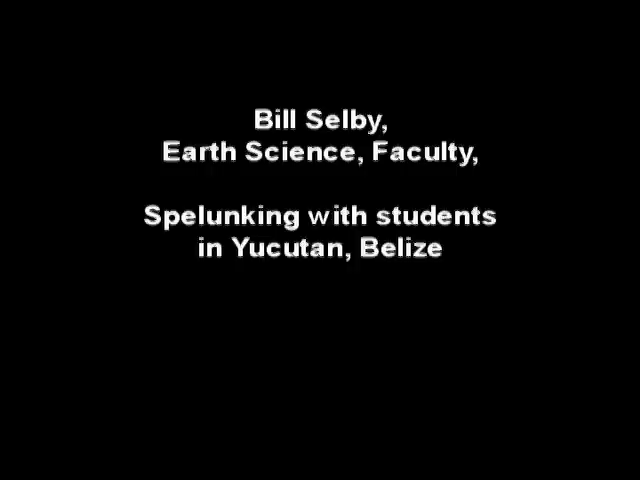 Bill Selby,
Earth Science, Faculty,
Spelunking with students
in Yucutan, Belize